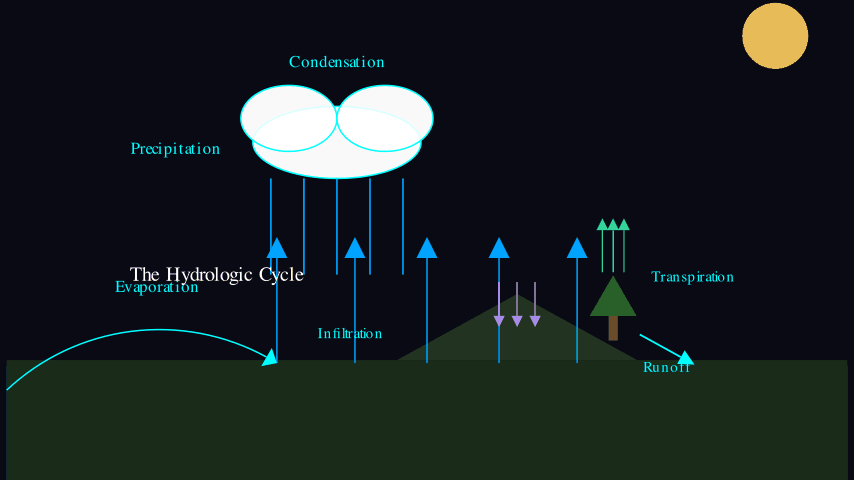 Condensation
Precipitation
The Hydrologic Cycle
Evaporation
Transpiration
Infiltration
Runoff